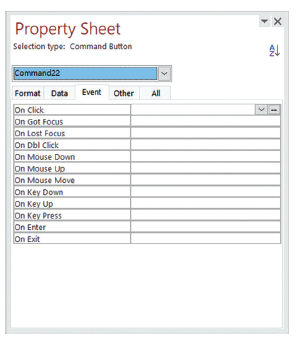 Property Sheet
Selection type: Command Button
Command22
Format Data Event Other All
On Click
On Got Focus
On Lost Focus
On Dbl Click
On Mouse Down
On Mouse Up
On Mouse Move
On Key Down
On Key Up
On Key Press
On Enter
On Exit